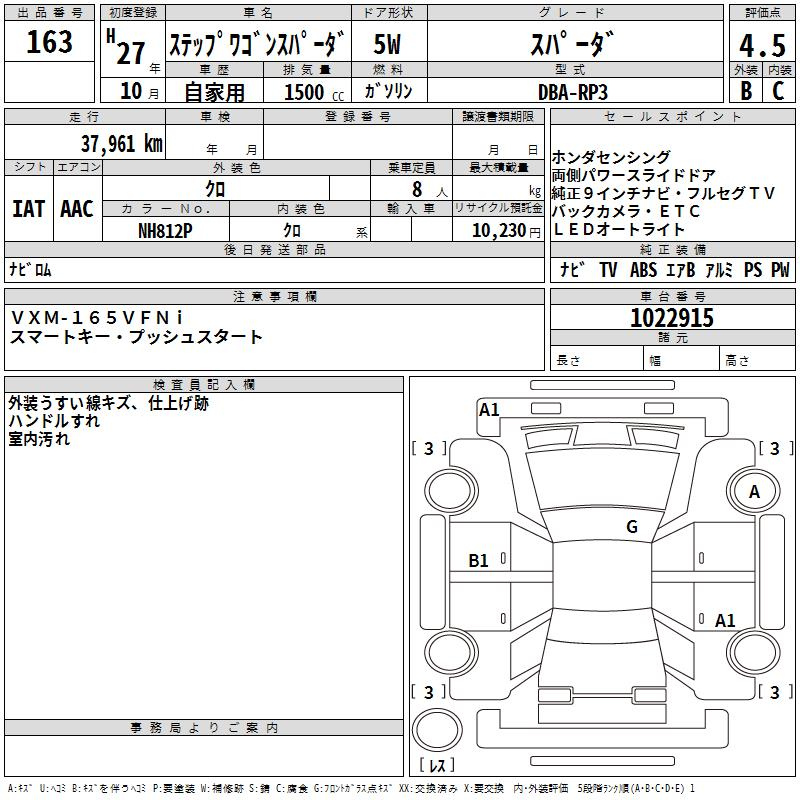 出品番号 初度登録 車名 ドア形状 グレード 評価点
163 H27年 ｽﾃｯﾌﾟﾜｺﾞﾝｽﾊﾟｰﾀﾞ 5W スパーダ 4.5
車歴 排気量 燃料 型式 外装 内装
10月 自家用 1500cc ｶﾞｿﾘﾝ DBA-RP3 B C
走行 車検 登録番号 譲渡書類期限
37,961 km 年 月 月 日
シフト エアコン 外装色 乗車定員 最大積載量
IAT AAC ｸﾛ 8人 kg
カラーNo. 内装色 輸入車 リサイクル預託金
NH812P ｸﾛ 系 10,230円
後日発送部品
ﾅﾋﾞﾛﾑ
セールスポイント
ホンダセンシング
両側パワースライドドア
純正９インチナビ・フルセグＴＶ
バックカメラ・ＥＴＣ
ＬＥＤオートライト
純正装備
ﾅﾋﾞ TV ABS ｴｱB ｱﾙﾐ PS PW
注意事項欄
ＶＸＭ-１６５ＶＦＮｉ
スマートキー・プッシュスタート
車台番号
1022915
諸元
長さ 幅 高さ
検査員記入欄
外装うすい線キズ、仕上げ跡
ハンドルすれ
室内汚れ
事務局よりご案内
A1
[ 3 ] [ 3 ]
A
G
B1
A1
[ 3 ] [ 3 ]
[ ﾚｽ ]
A:ｷｽﾞ U:ﾍｺﾐ B:ｷｽﾞを伴うﾍｺﾐ P:要塗装 W:補修跡 S:錆 C:腐食 G:ﾌﾛﾝﾄｶﾞﾗｽ点ｷｽﾞ XX:交換済み X:要交換 内・外装評価 5段階ﾗﾝｸ順(A・B・C・D・E) 1